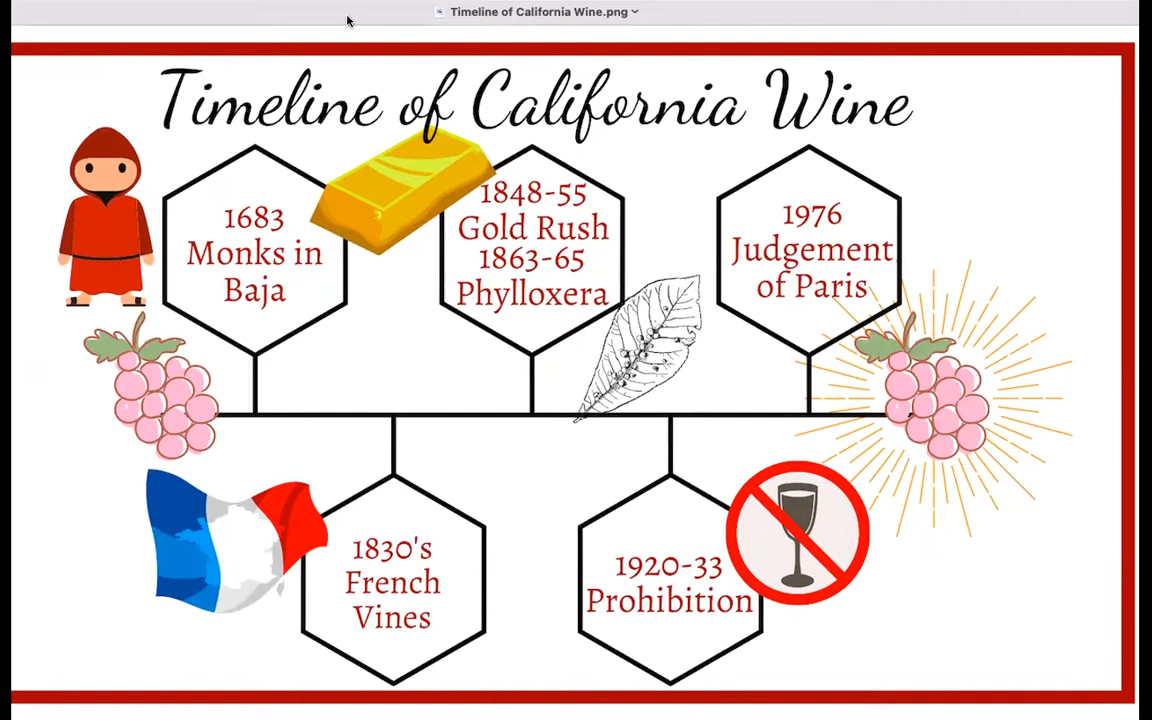 Timeline of California Wine.png
Timeline of California Wine
1683
Monks in
Baja
1848-55
Gold Rush
1863-65
Phylloxera
1976
Judgement
of Paris
1830's
French
Vines
1920-33
Prohibition